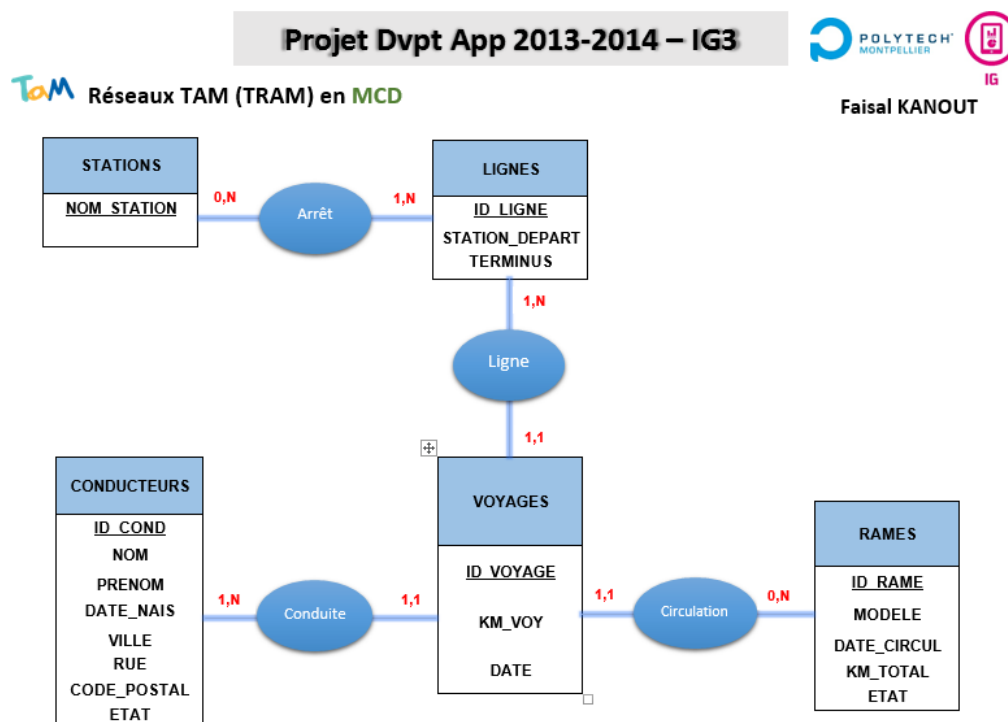 Projet Dvpt App 2013-2014 – IG3
POLYTECH
MONTPELLIER
IG
TaM
Réseaux TAM (TRAM) en MCD
Faisal KANOUT
STATIONS
NOM_STATION
0,N
Arrêt
1,N
LIGNES
ID_LIGNE
STATION_DEPART
TERMINUS
1,N
Ligne
1,1
CONDUCTEURS
ID_COND
NOM
PRENOM
DATE_NAIS
VILLE
RUE
CODE_POSTAL
ETAT
1,N
Conduite
1,1
VOYAGES
ID_VOYAGE
KM_VOY
DATE
1,1
Circulation
0,N
RAMES
ID_RAME
MODELE
DATE_CIRCUL
KM_TOTAL
ETAT